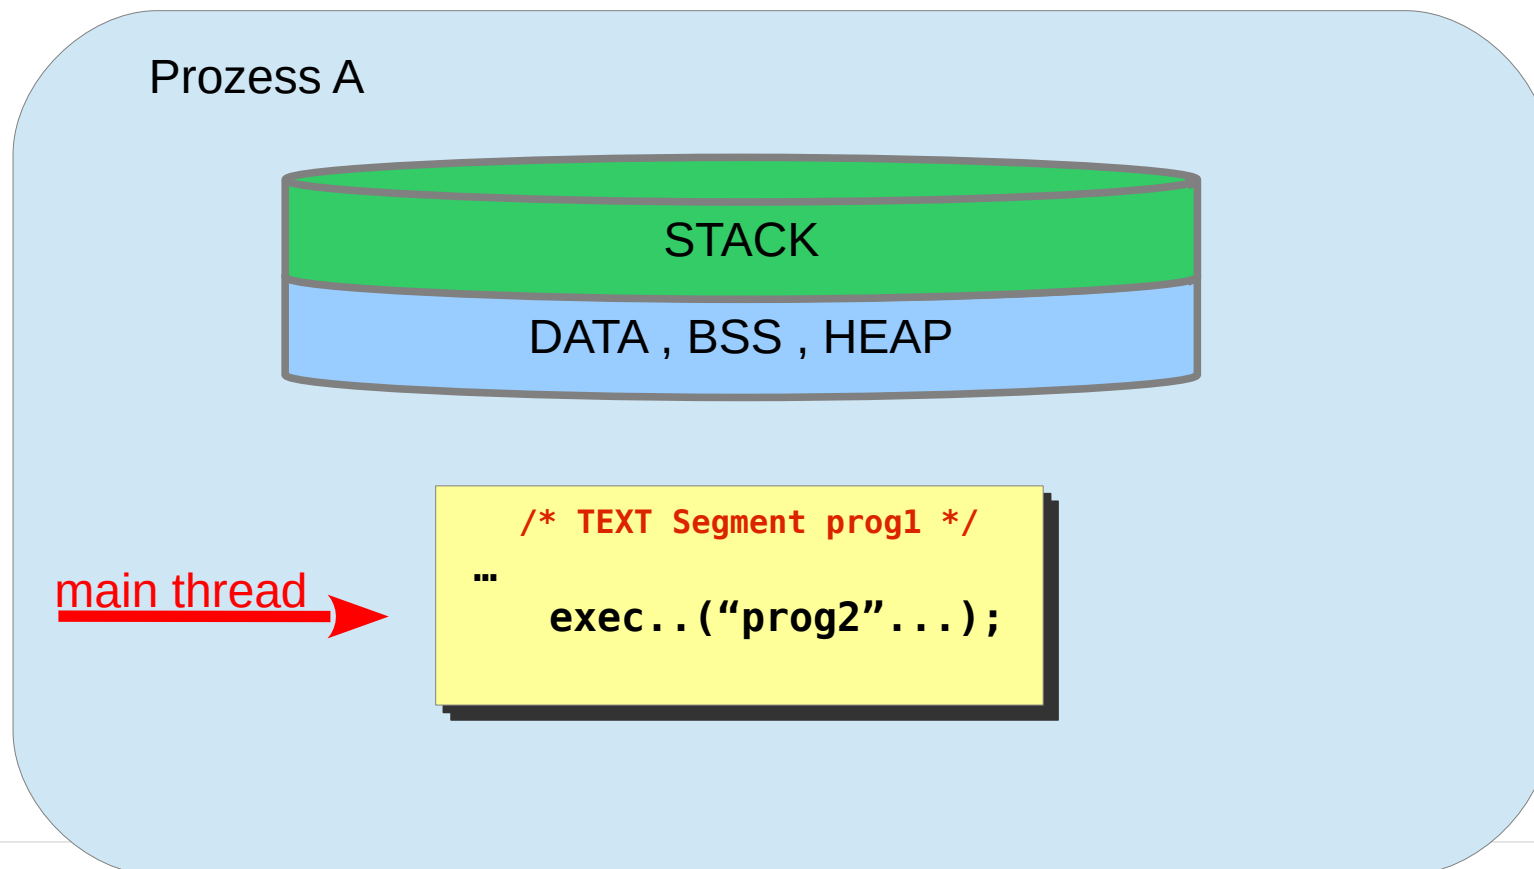 Prozess A
STACK
DATA , BSS , HEAP
/* TEXT Segment prog1 */
…
main thread
exec..(“prog2”...);